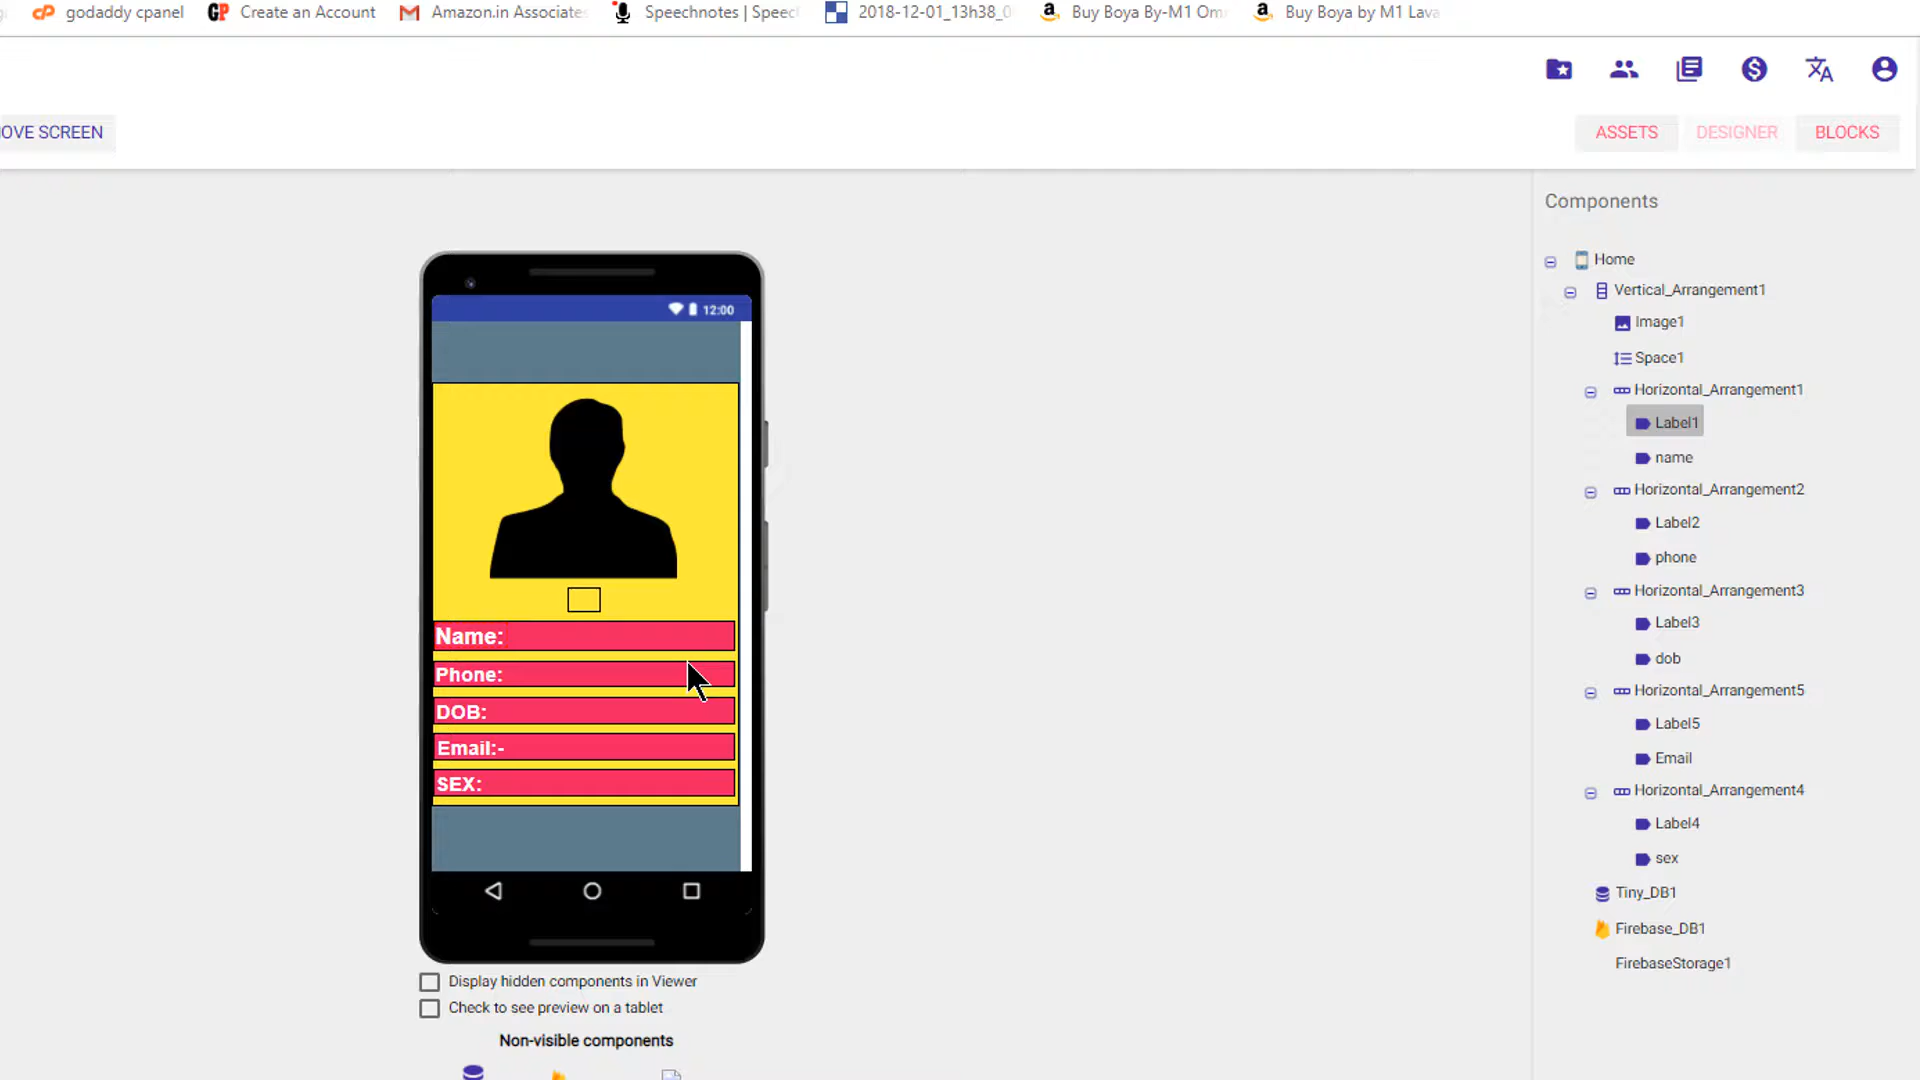 godaddy cpanel
Create an Account
Amazon.in Associate
Speechnotes | Speec
2018-12-01_13h38_0
Buy Boya By-M1 Om
Buy Boya by M1 Lava
OVE SCREEN
ASSETS
DESIGNER
BLOCKS
12:00
Name:
Phone:
DOB:
Email:-
SEX:
Display hidden components in Viewer
Check to see preview on a tablet
Non-visible components
Components
Home
Vertical_Arrangement1
Image1
Space1
Horizontal_Arrangement1
Label1
name
Horizontal_Arrangement2
Label2
phone
Horizontal_Arrangement3
Label3
dob
Horizontal_Arrangement5
Label5
Email
Horizontal_Arrangement4
Label4
sex
Tiny_DB1
Firebase_DB1
FirebaseStorage1